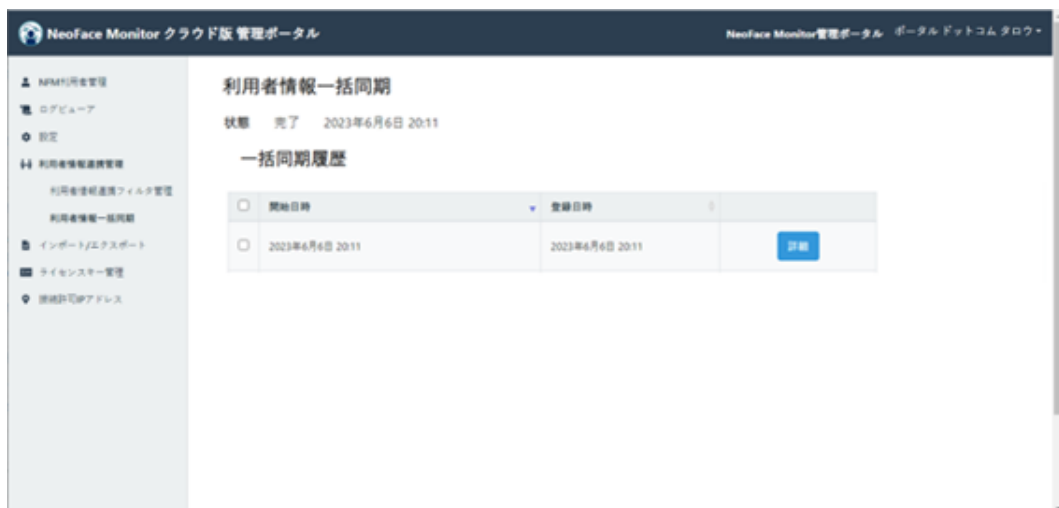 NeoFace Monitor クラウド版 管理ポータル
NeoFace Monitor管理ポータル ポータルドットコム タロウ
NFM利用者管理
ログビューア
設定
利用者情報連携管理
利用者情報連携フィルタ管理
利用者情報一括同期
インポート/エクスポート
ライセンスキー管理
接続許可IPアドレス
利用者情報一括同期
状態 完了 2023年6月6日 20:11
一括同期履歴
開始日時 登録日時
2023年6月6日 20:11 2023年6月6日 20:11 詳細